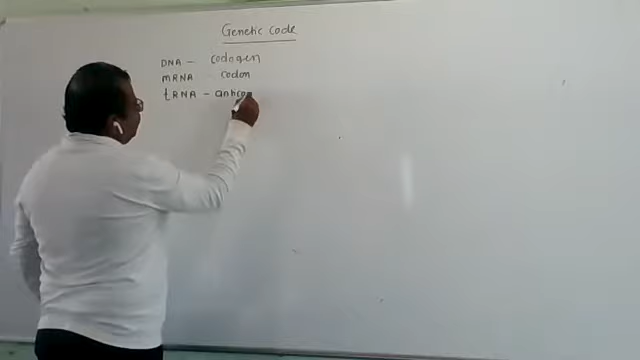 Genetic code
DNA – codogen
mRNA codon
tRNA – antico